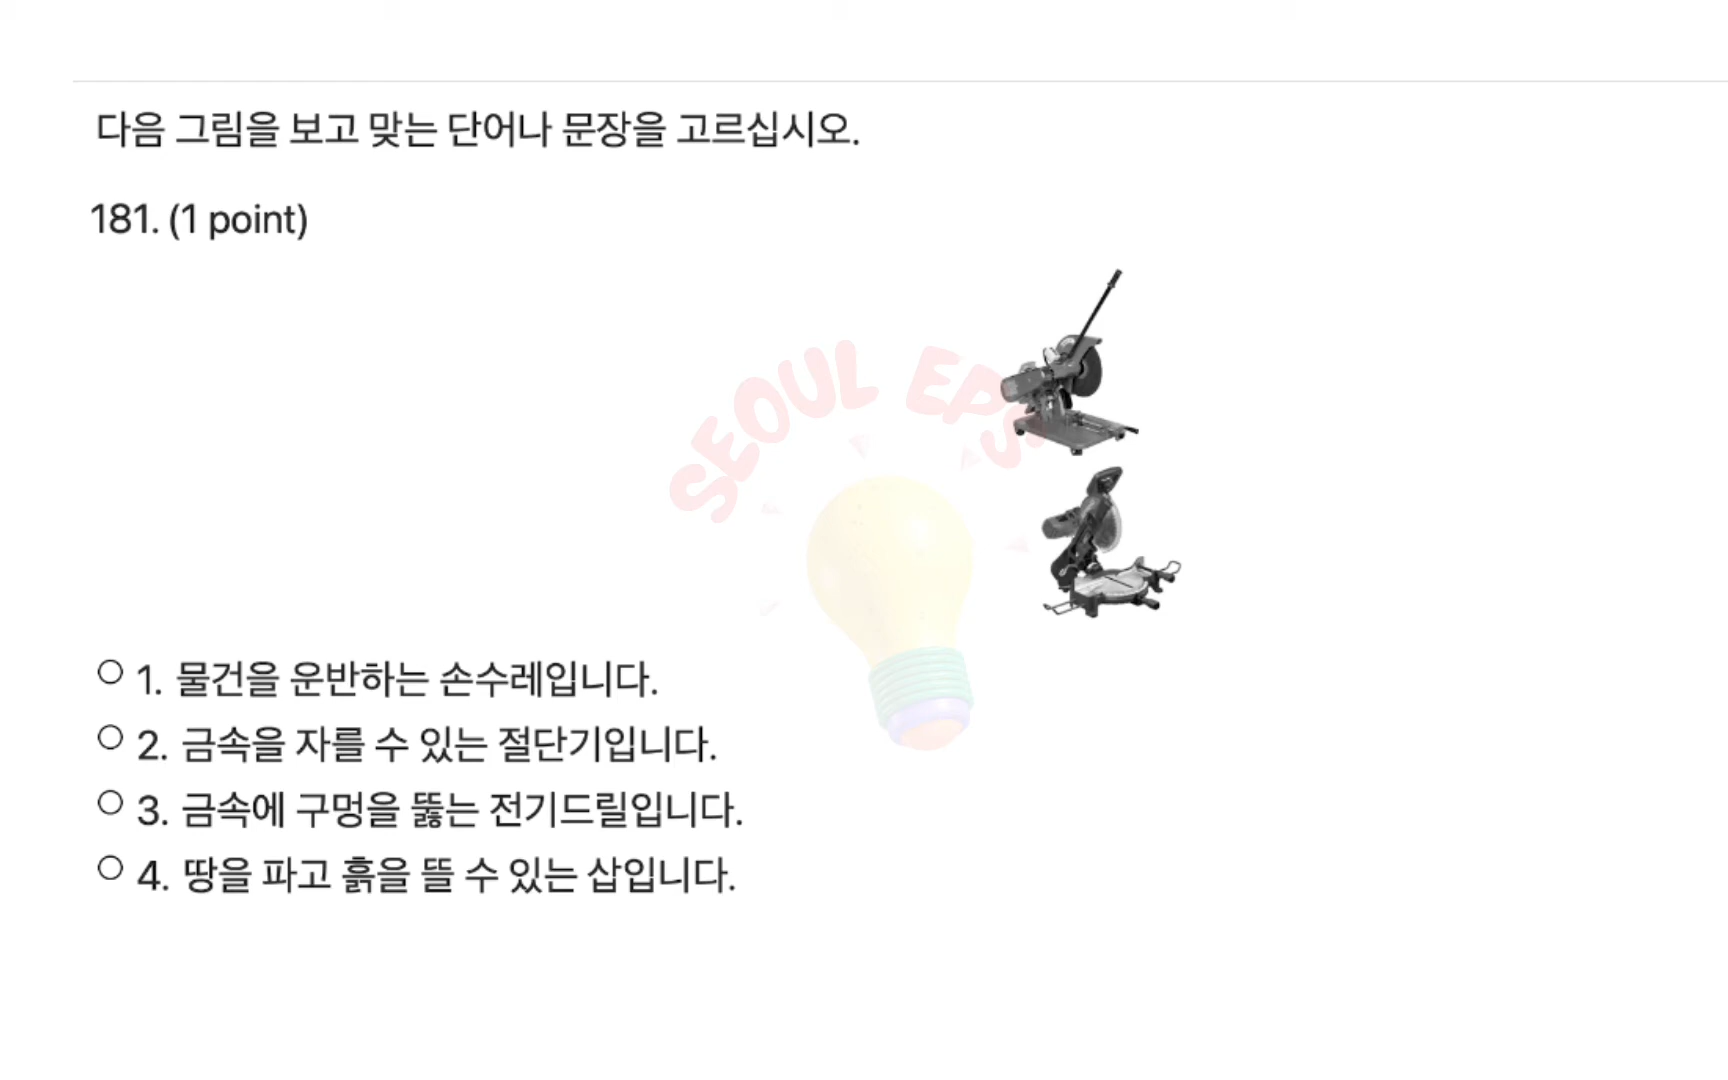 다음 그림을 보고 맞는 단어나 문장을 고르십시오.
181. (1 point)
SEOUL EPS
1. 물건을 운반하는 손수레입니다.
2. 금속을 자를 수 있는 절단기입니다.
3. 금속에 구멍을 뚫는 전기드릴입니다.
4. 땅을 파고 흙을 뜰 수 있는 삽입니다.